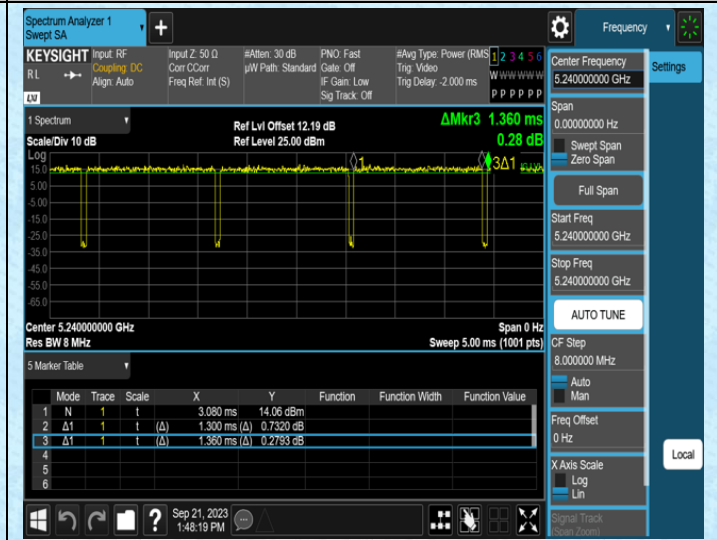 Spectrum Analyzer 1
Swept SA
+
Frequency
KEYSIGHT
RL
LXI
Input: RF
Coupling: DC
Align: Auto
Input Z: 50 Ω
Corr CCorr
Freq Ref: Int (S)
#Atten: 30 dB
µW Path: Standard
PNO: Fast
Gate: Off
IF Gain: Low
Sig Track: Off
#Avg Type: Power (RMS
Trig: Video
Trig Delay: -2.000 ms
1 2 3 4 5 6
W W W W W W
P P P P P P
Center Frequency
5.240000000 GHz
Settings
Span
0.00000000 Hz
Swept Span
Zero Span
Full Span
Start Freq
5.240000000 GHz
Stop Freq
5.240000000 GHz
AUTO TUNE
CF Step
8.000000 MHz
Auto
Man
Freq Offset
0 Hz
X Axis Scale
Log
Lin
Signal Track
(Span Zoom)
Local
1 Spectrum
Scale/Div 10 dB
Ref Lvl Offset 12.19 dB
Ref Level 25.00 dBm
ΔMkr3 1.360 ms
0.28 dB
Log
15.0
5.00
-5.00
-15.0
-25.0
-35.0
-45.0
-55.0
-65.0
1
3Δ1
Center 5.240000000 GHz
Res BW 8 MHz
Span 0 Hz
Sweep 5.00 ms (1001 pts)
5 Marker Table
Mode Trace Scale X Y Function Function Width Function Value
1 N 1 t 3.080 ms 14.06 dBm
2 Δ1 1 t (Δ) 1.300 ms (Δ) 0.7320 dB
3 Δ1 1 t (Δ) 1.360 ms (Δ) 0.2793 dB
4
5
6
?
Sep 21, 2023
1:48:19 PM